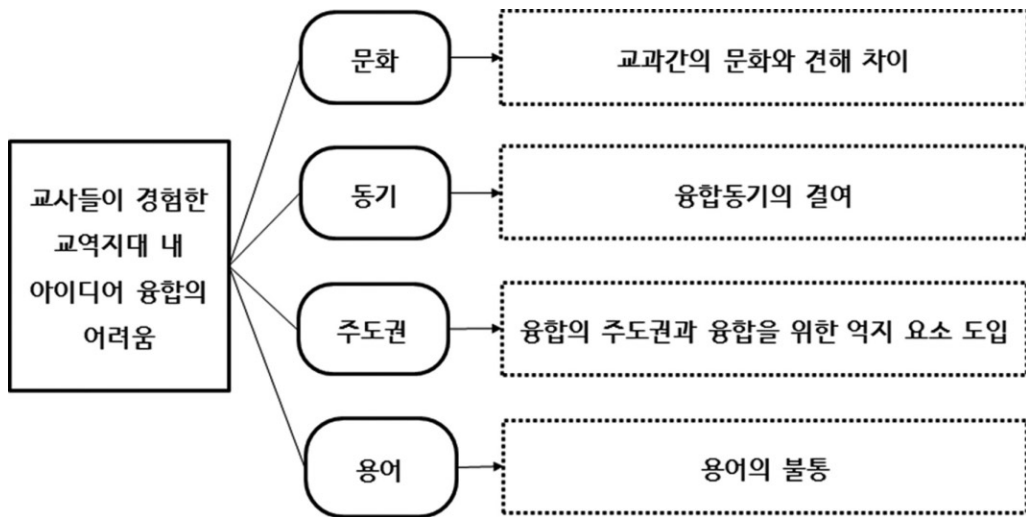 교사들이 경험한
교역지대 내
아이디어 융합의
어려움
문화
교과간의 문화와 견해 차이
동기
융합동기의 결여
주도권
융합의 주도권과 융합을 위한 억지 요소 도입
용어
용어의 불통